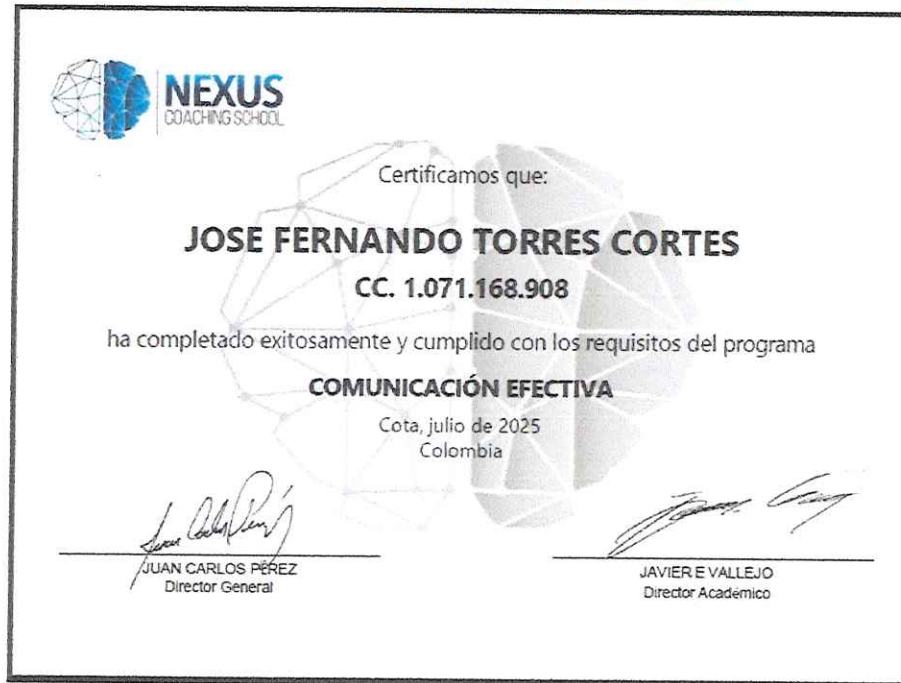 NEXUS
COACHING SCHOOL
Certificamos que:
JOSE FERNANDO TORRES CORTES
CC. 1.071.168.908
ha completado exitosamente y cumplido con los requisitos del programa
COMUNICACIÓN EFECTIVA
Cota, julio de 2025
Colombia
JUAN CARLOS PÉREZ
Director General
JAVIER E VALLEJO
Director Académico